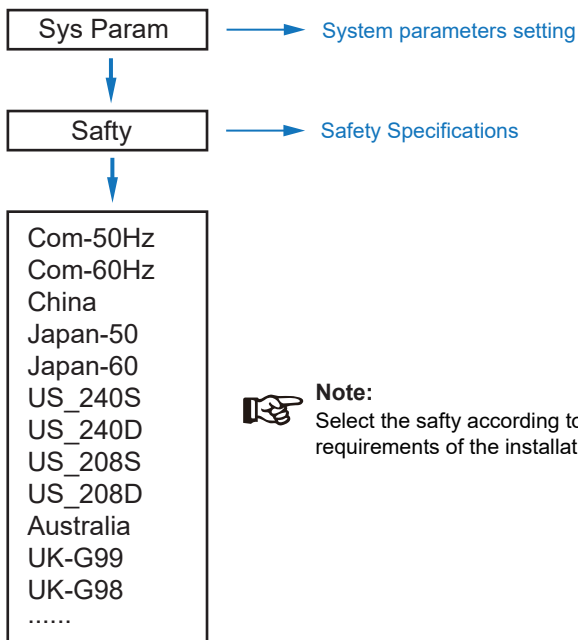 Sys Param
System parameters setting
Safty
Safety Specifications
Com-50Hz
Com-60Hz
China
Japan-50
Japan-60
US_240S
US_240D
US_208S
US_208D
Australia
UK-G99
UK-G98
......
Note:
Select the safty according to
requirements of the